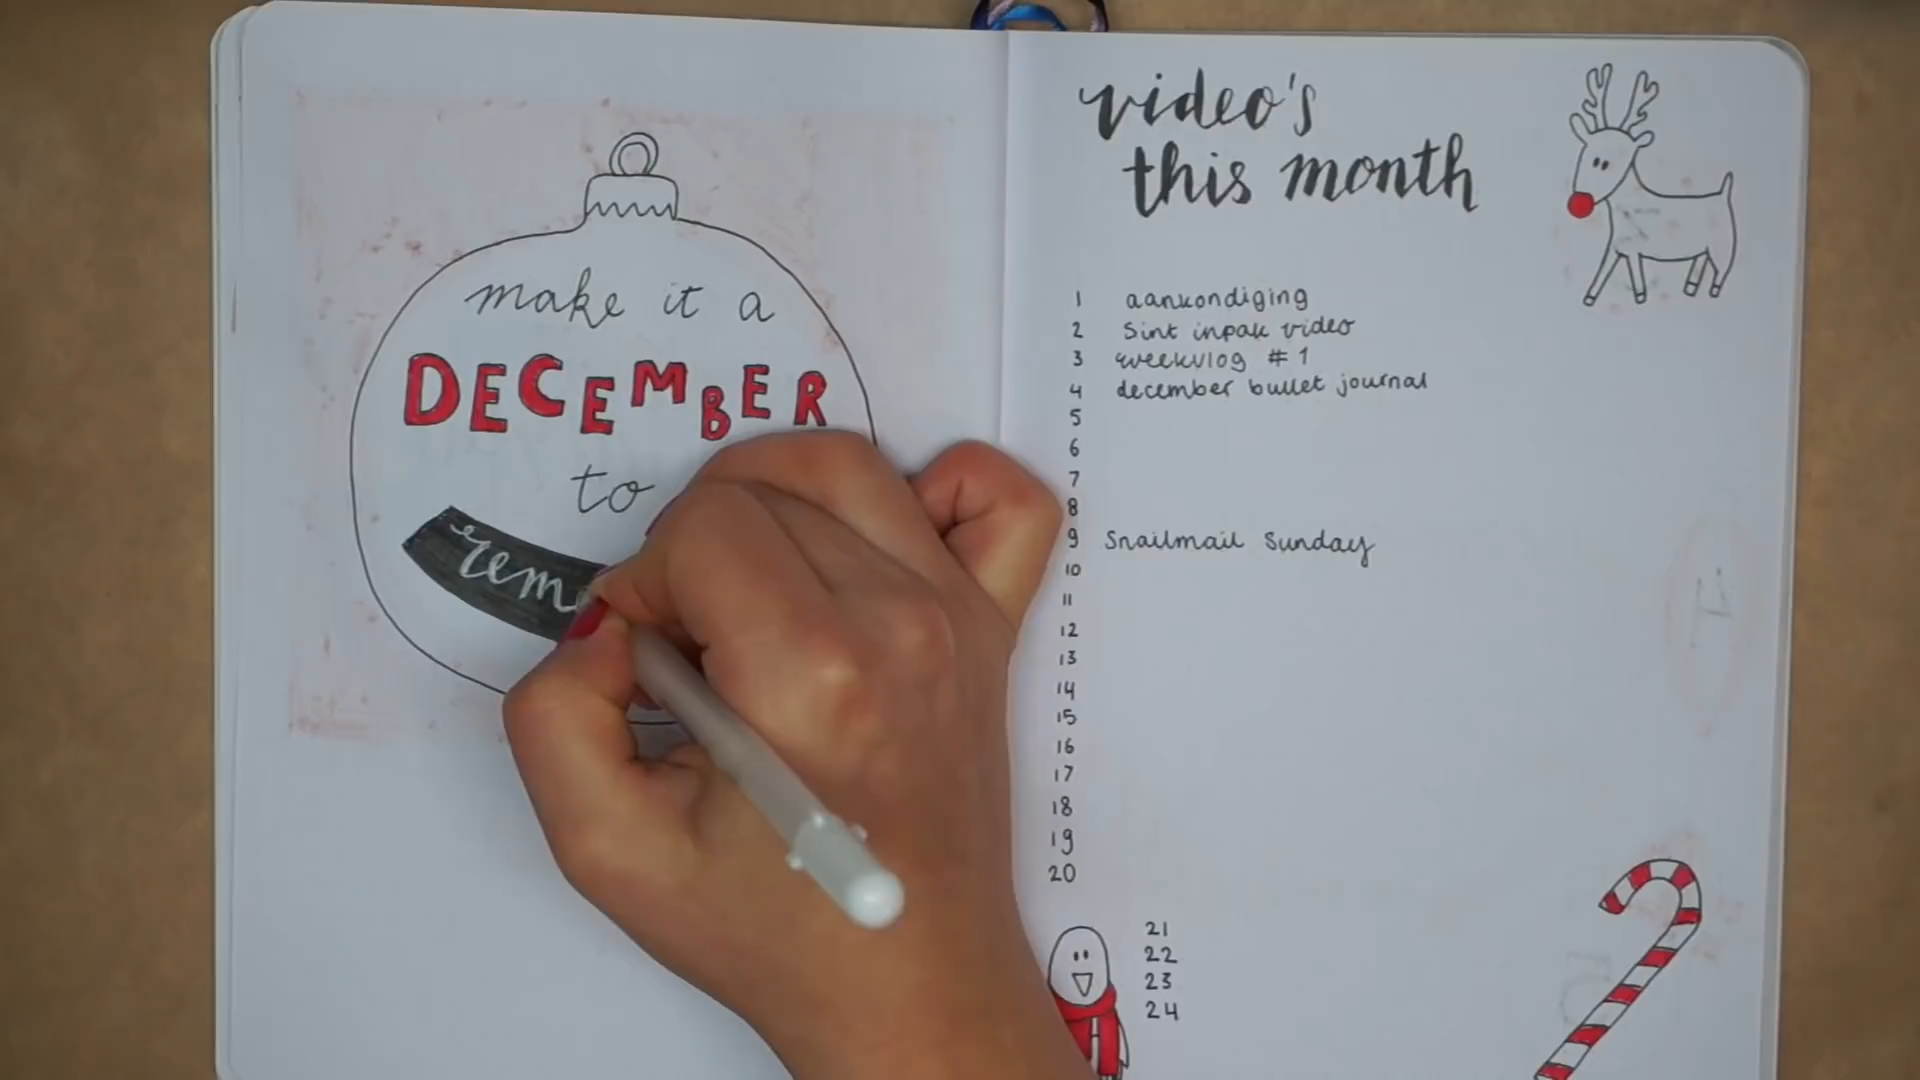 make it a
DECEMBER
to
rem
video's
this month
1 aankondiging
2 Sint inpak video
3 weekvlog #1
4 december bullet journal
5
6
7
8
9 Snailmail Sunday
10
11
12
13
14
15
16
17
18
19
20
21
22
23
24